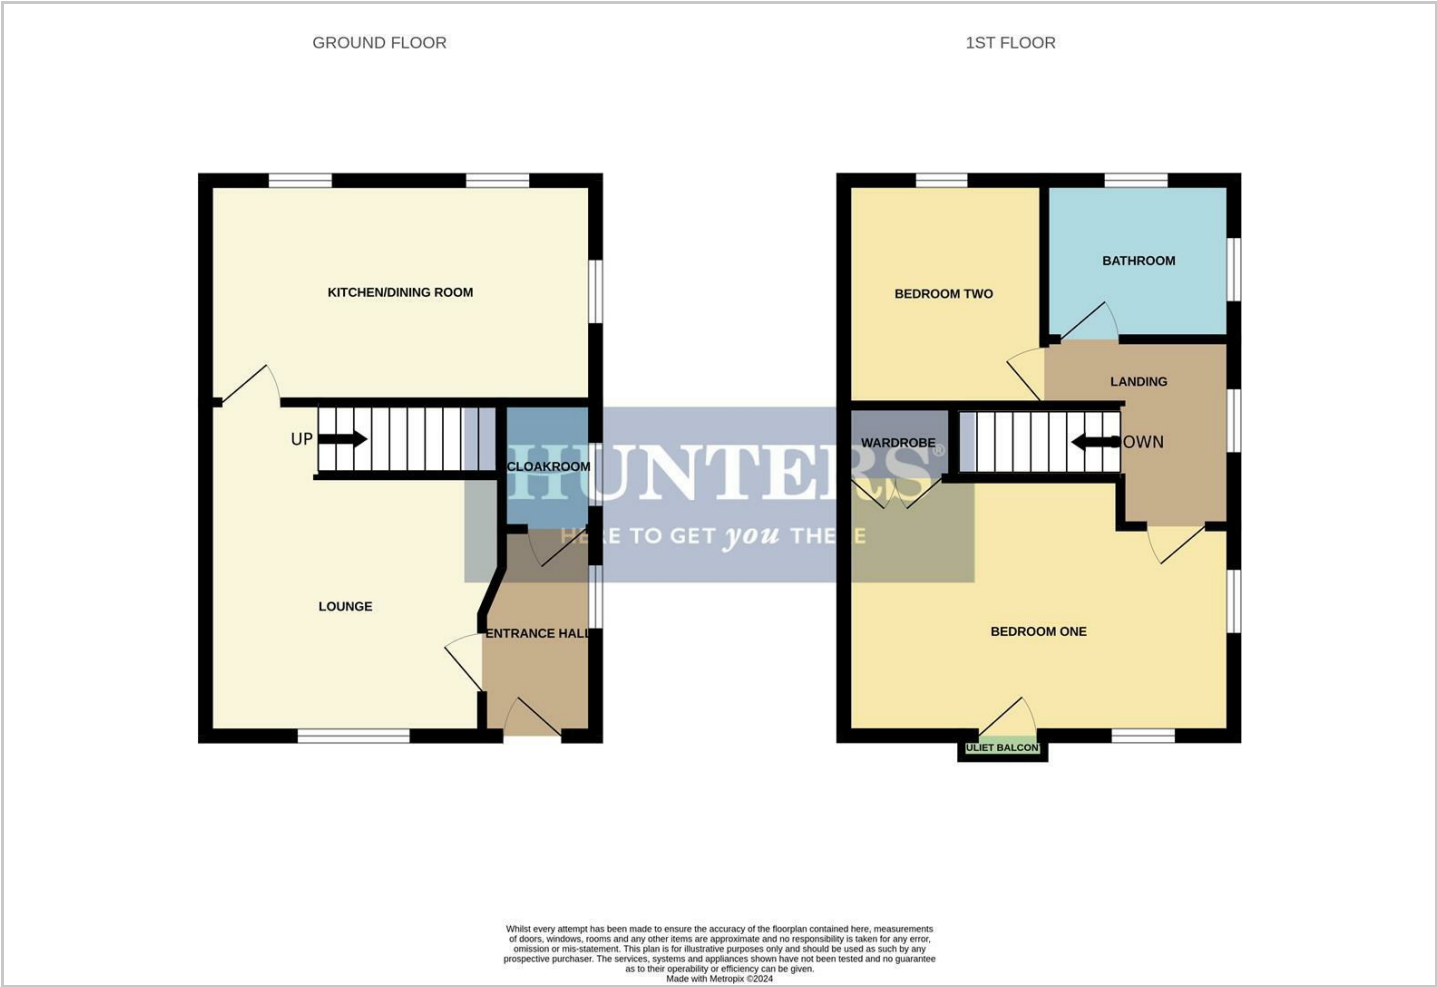 GROUND FLOOR
1ST FLOOR
KITCHEN/DINING ROOM
UP
CLOAKROOM
LOUNGE
ENTRANCE HALL
BEDROOM TWO
BATHROOM
LANDING
WARDROBE
DOWN
BEDROOM ONE
ULIET BALCON
HUNTERS®
HERE TO GET you THERE
Whilst every attempt has been made to ensure the accuracy of the floorplan contained here, measurements
of doors, windows, rooms and any other items are approximate and no responsibility is taken for any error,
omission or mis-statement. This plan is for illustrative purposes only and should be used as such by any
prospective purchaser. The services, systems and appliances shown have not been tested and no guarantee
as to their operability or efficiency can be given.
Made with Metropix ©2024